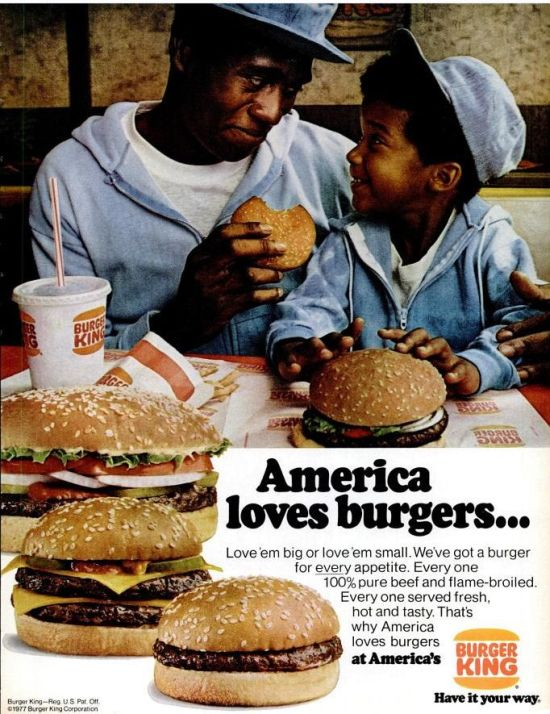 BURGER
KING
America
loves burgers...
Love 'em big or love 'em small. We've got a burger
for every appetite. Every one
100% pure beef and flame-broiled.
Every one served fresh,
hot and tasty. That's
why America
loves burgers
at America's
BURGER
KING
Have it your way.
Burger King—Reg. U.S. Pat. Off.
©1977 Burger King Corporation